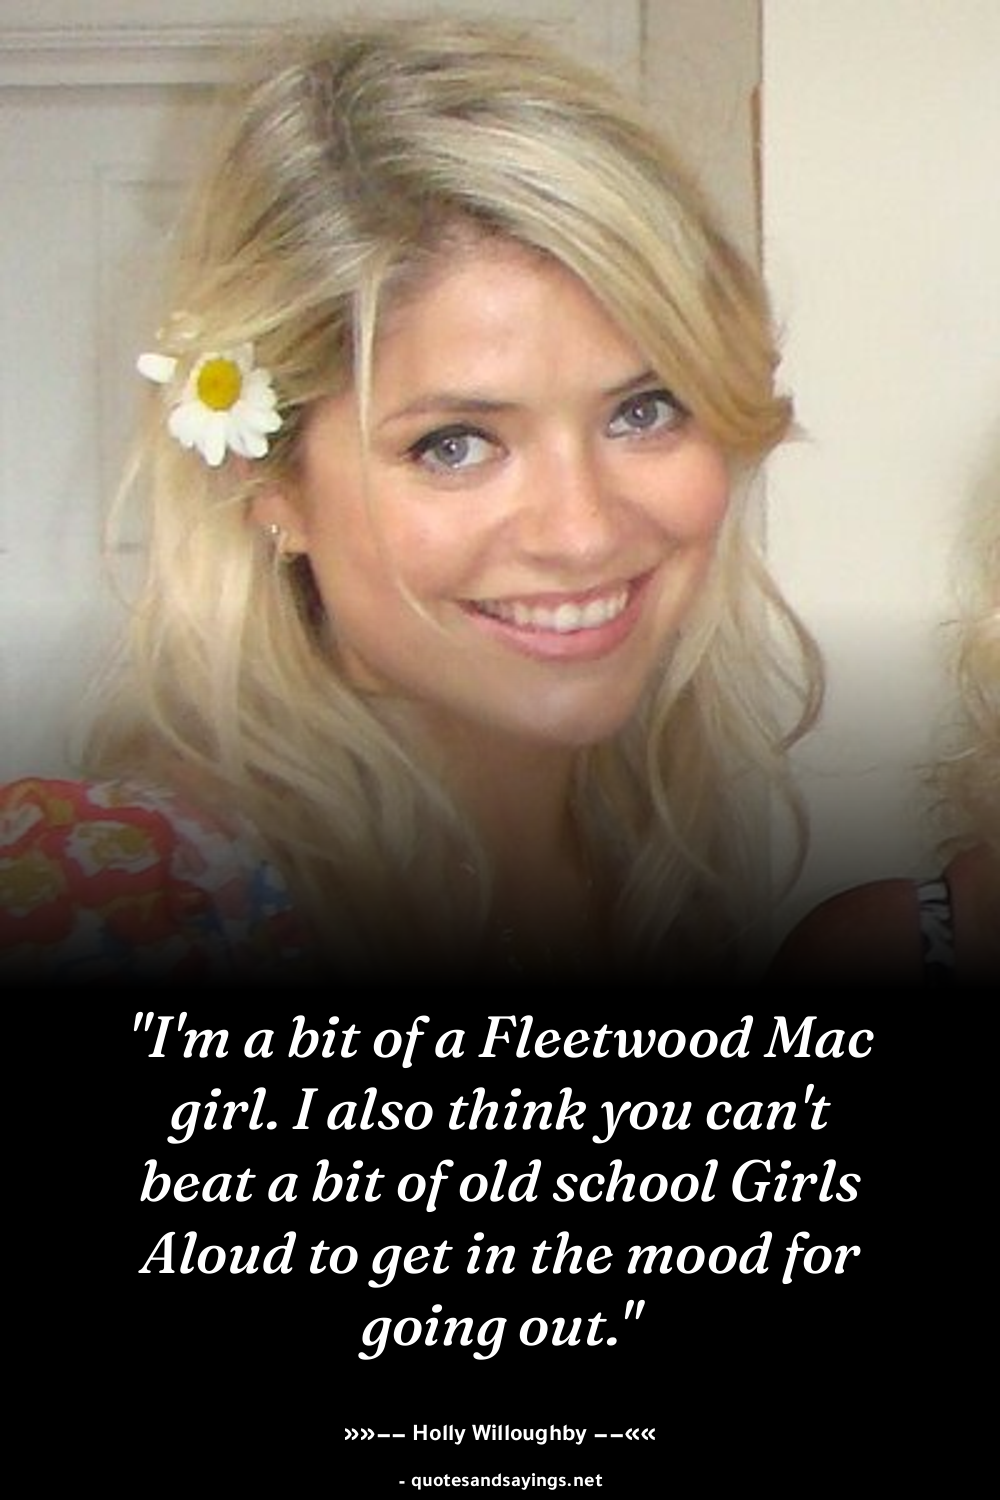 "I'm a bit of a Fleetwood Mac
girl. I also think you can't
beat a bit of old school Girls
Aloud to get in the mood for
going out."
»»–– Holly Willoughby ––««
- quotesandsayings.net